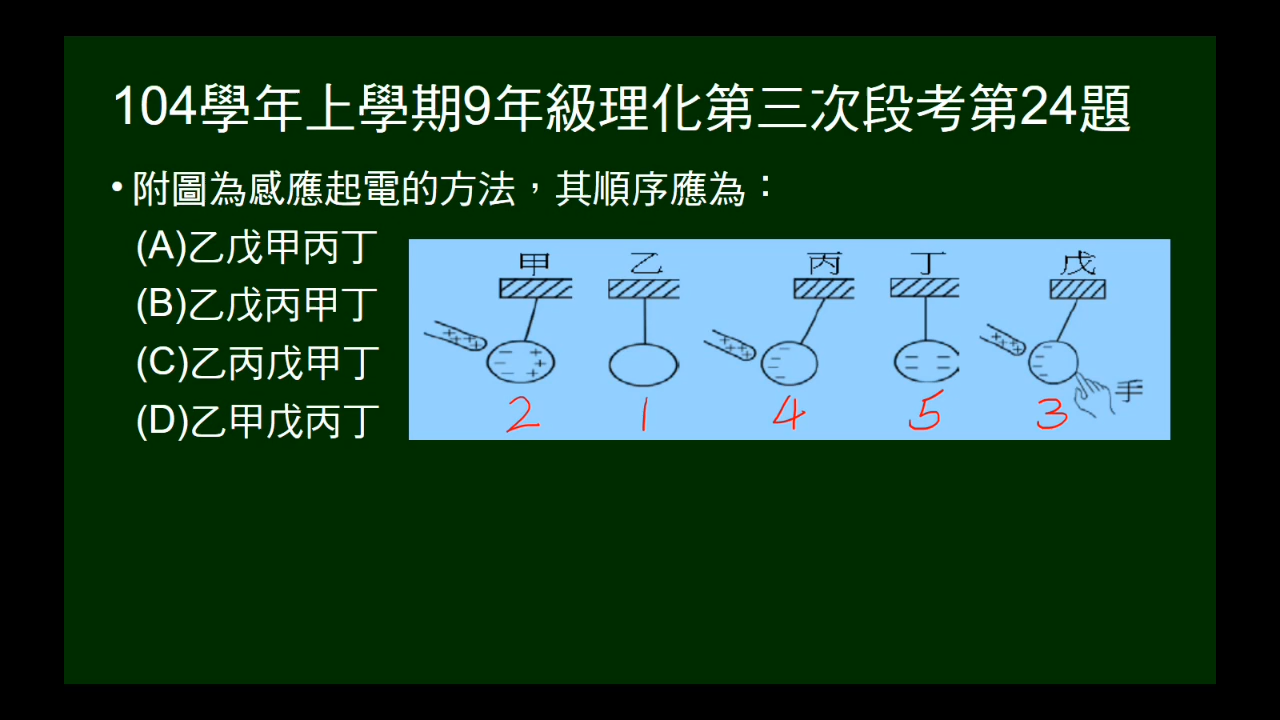 104學年上學期9年級理化第三次段考第24題
• 附圖為感應起電的方法，其順序應為：
(A)乙戊甲丙丁
(B)乙戊丙甲丁
(C)乙丙戊甲丁
(D)乙甲戊丙丁
甲 乙 丙 丁 戊
手
2 1 4 5 3